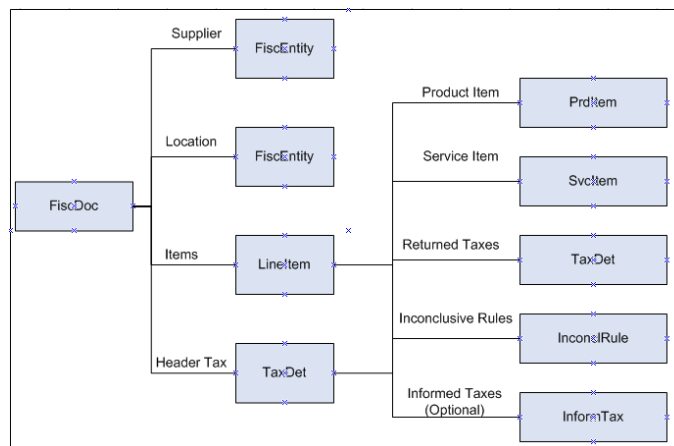 Supplier
FiscEntity
Product Item
PrdItem
Location
FiscEntity
Service Item
SvcItem
FiscDoc
Items
LineItem
Returned Taxes
TaxDet
Inconclusive Rules
InconclRule
Header Tax
TaxDet
Informed Taxes
(Optional)
InformTax